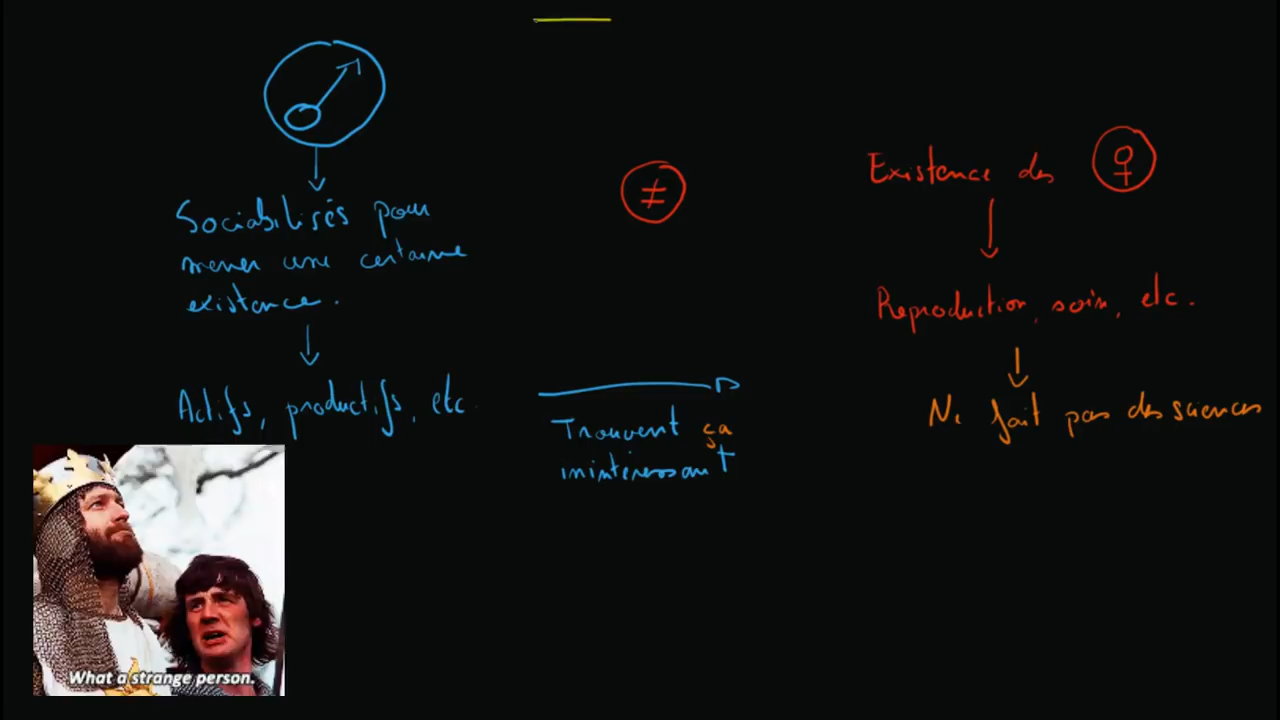 Sociabilisés pour
mener une certaine
existence.
Actifs, productifs, etc.
≠
Trouvent ça
inintéressant
Existence des ♀
Reproduction, soin, etc.
Ne fait pas des sciences
What a strange person.